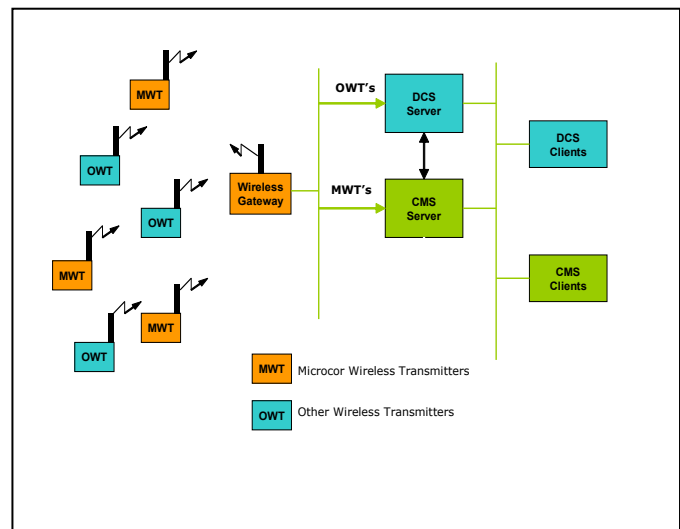 MWT
OWT
OWT
MWT
OWT
MWT
Wireless
Gateway
OWT's
MWT's
DCS
Server
CMS
Server
DCS
Clients
CMS
Clients
MWT
Microcor Wireless Transmitters
OWT
Other Wireless Transmitters